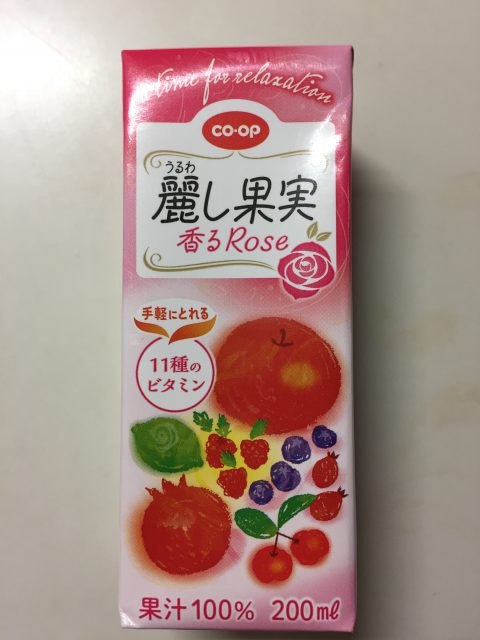 time for relaxation
CO·OP
うるわ
麗し果実
香るRose
手軽にとれる
11種の
ビタミン
果汁100% 200ml